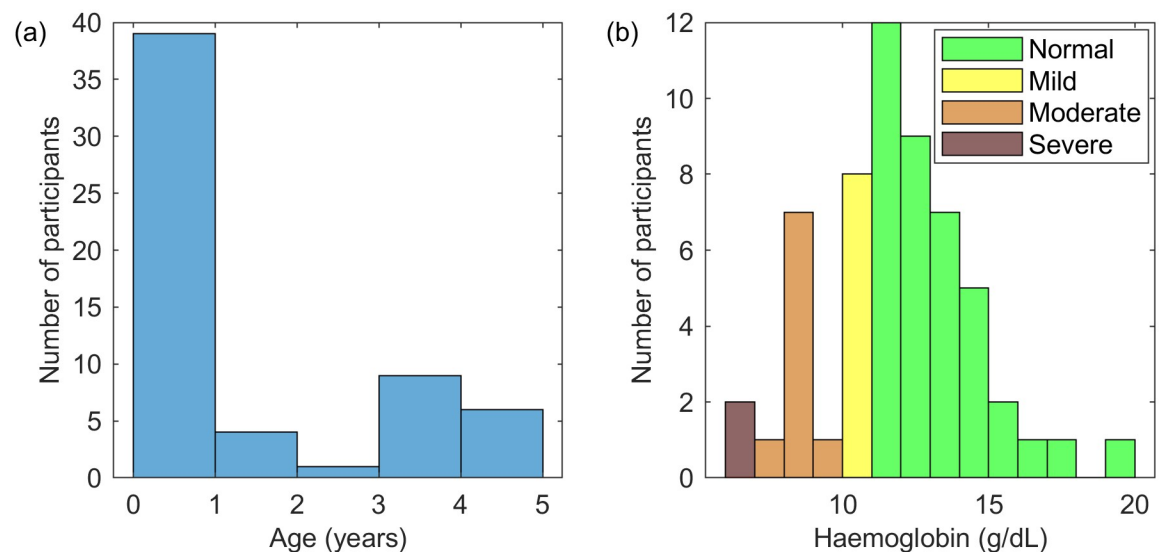 (a)
Number of participants
40
35
30
25
20
15
10
5
0
0 1 2 3 4 5
Age (years)
(b)
Number of participants
12
10
8
6
4
2
0
10 15 20
Haemoglobin (g/dL)
Normal
Mild
Moderate
Severe